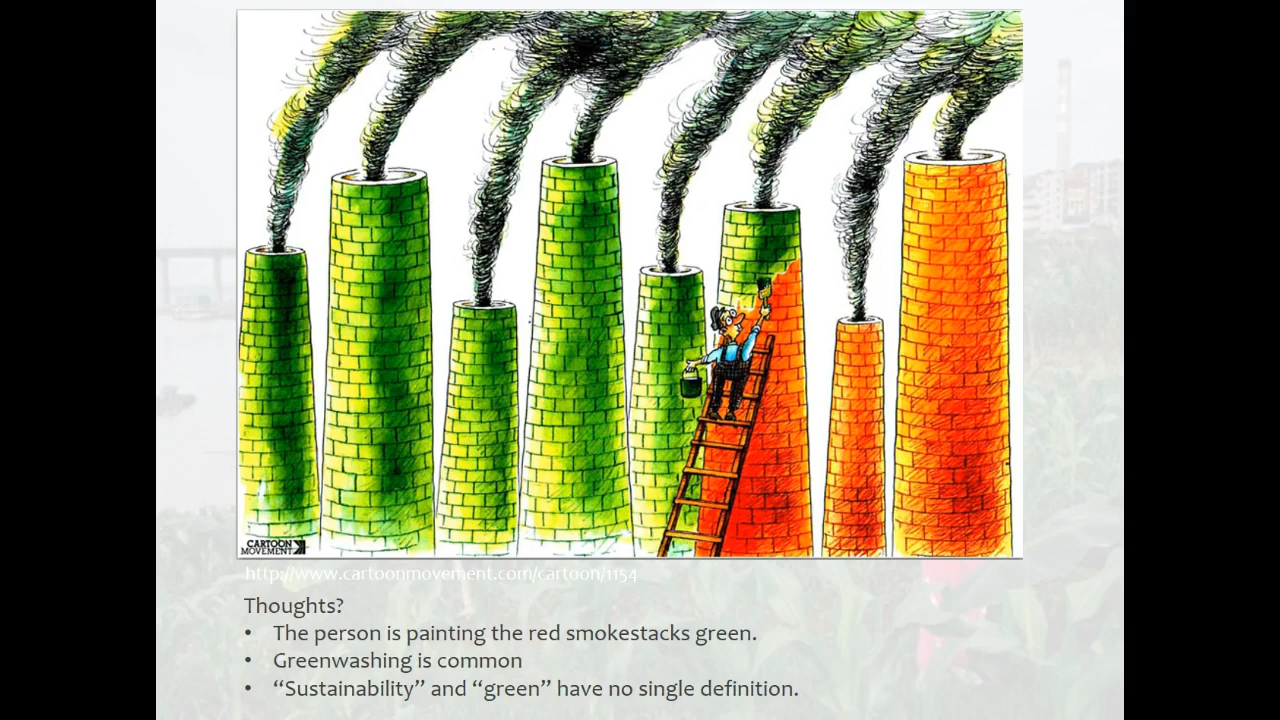 CARTOON
MOVEMENT
http://www.cartoonmovement.com/cartoon/1154
Thoughts?
• The person is painting the red smokestacks green.
• Greenwashing is common
• “Sustainability” and “green” have no single definition.